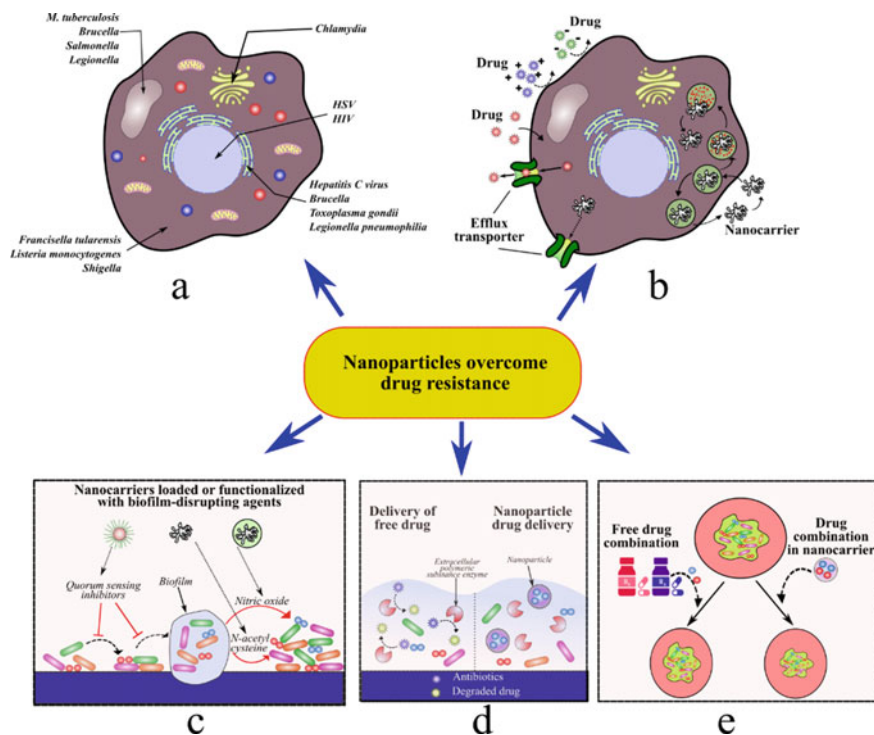 M. tuberculosis
Brucella
Salmonella
Legionella
Chlamydia
HSV
HIV
Hepatitis C virus
Brucella
Toxoplasma gondii
Legionella pneumophilia
Francisella tularensis
Listeria monocytogenes
Shigella
a
Drug
Drug
Drug
Efflux
transporter
Nanocarrier
b
Nanoparticles overcome
drug resistance
Nanocarriers loaded or functionalized
with biofilm-disrupting agents
Quorum sensing
inhibitors
Biofilm
Nitric oxide
N-acetyl
cysteine
c
Delivery of
free drug
Nanoparticle
drug delivery
Extracellular
polymeric
substance enzyme
Nanoparticle
Antibiotics
Degraded drug
d
Free drug
combination
Drug
combination
in nanocarrier
e